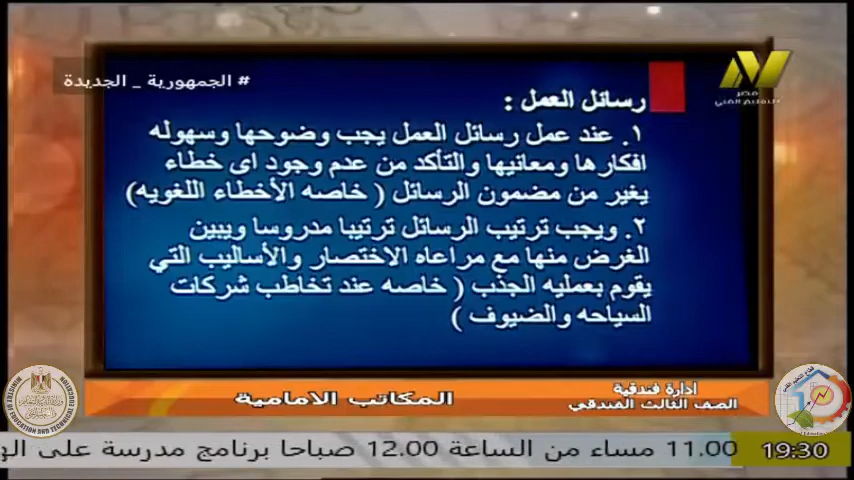 # الجمهورية _ الجديدة
مصر
التعليم الفني
رسائل العمل :
١. عند عمل رسائل العمل يجب وضوحها وسهوله
افكارها ومعانيها والتأكد من عدم وجود اى خطاء
يغير من مضمون الرسائل ( خاصه الأخطاء اللغويه)
٢. ويجب ترتيب الرسائل ترتيبا مدروسا ويبين
الغرض منها مع مراعاه الاختصار والأساليب التي
يقوم بعمليه الجذب ( خاصه عند تخاطب شركات
السياحه والضيوف )
ادارة فندقية
الصف الثالث الفندقي
المكاتب الامامية
19:30
11.00 مساء من الساعة 12.00 صباحا برنامج مدرسة على